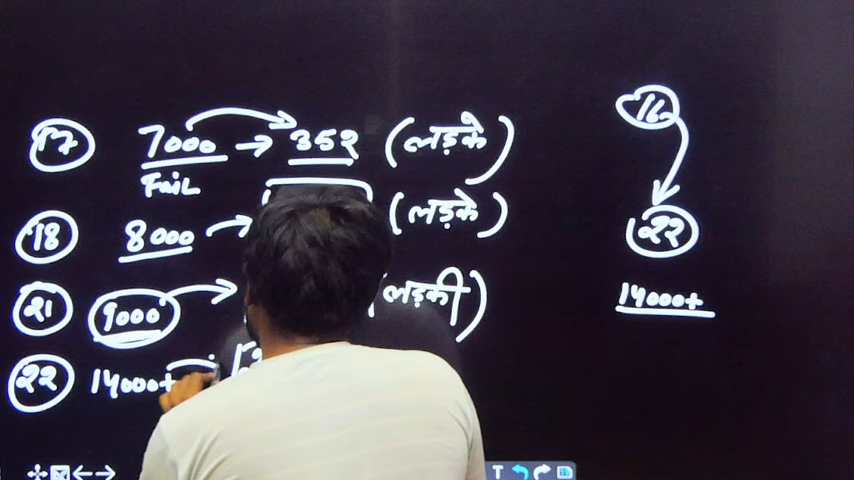 17 7000 → 352 (लड़के) 16
Fail
18 8000 → (लड़के) 22
21 9000 → (लड़की) 14000+
22 14000+
T